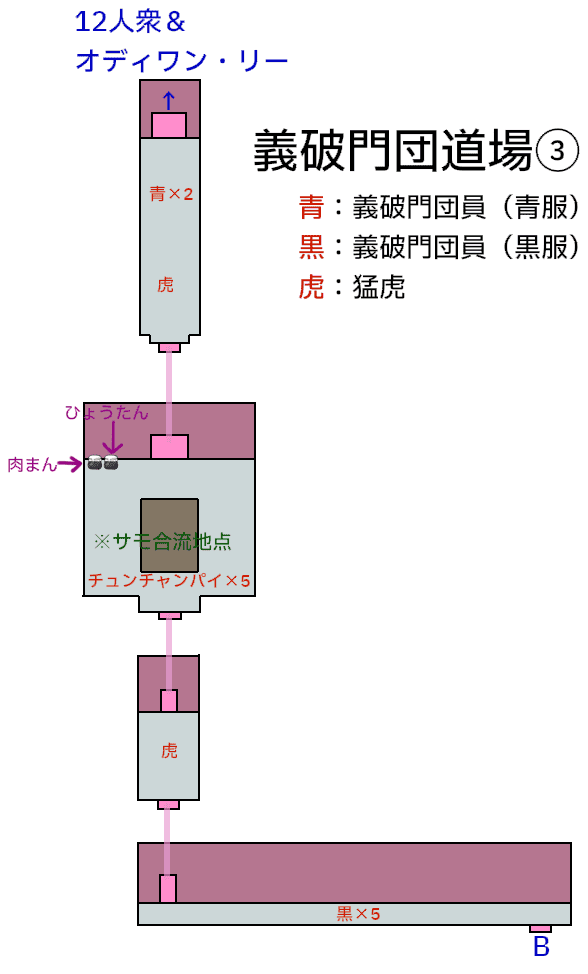 12人衆&
オディワン・リー
↑
義破門団道場③
青×2
青：義破門団員（青服）
黒：義破門団員（黒服）
虎：猛虎
虎
ひょうたん
肉まん
※サモ合流地点
チュンチャンパイ×5
虎
黒×5
B